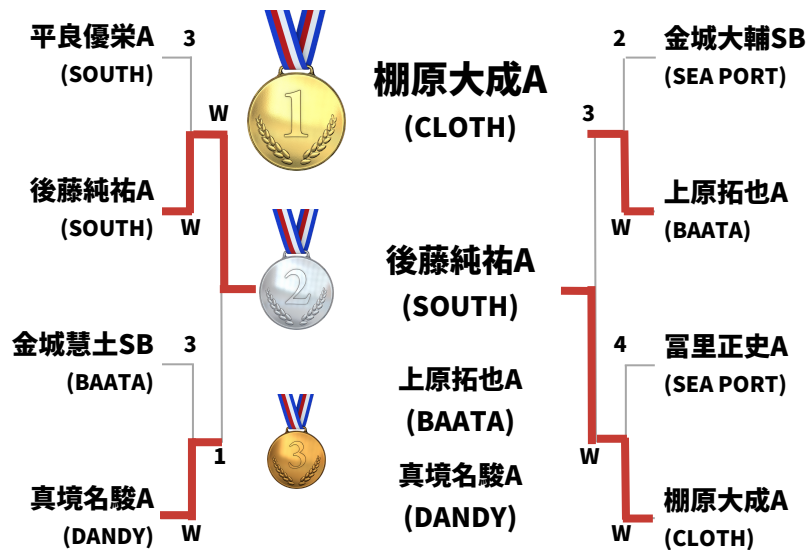 平良優栄A
3
(SOUTH)
W
後藤純祐A
(SOUTH)
W
金城慧土SB
3
(BAATA)
1
真境名駿A
(DANDY)
W
1
棚原大成A
(CLOTH)
2
後藤純祐A
(SOUTH)
3
上原拓也A
(BAATA)
真境名駿A
(DANDY)
2
金城大輔SB
(SEA PORT)
3
上原拓也A
W
(BAATA)
4
冨里正史A
(SEA PORT)
W
棚原大成A
W
(CLOTH)